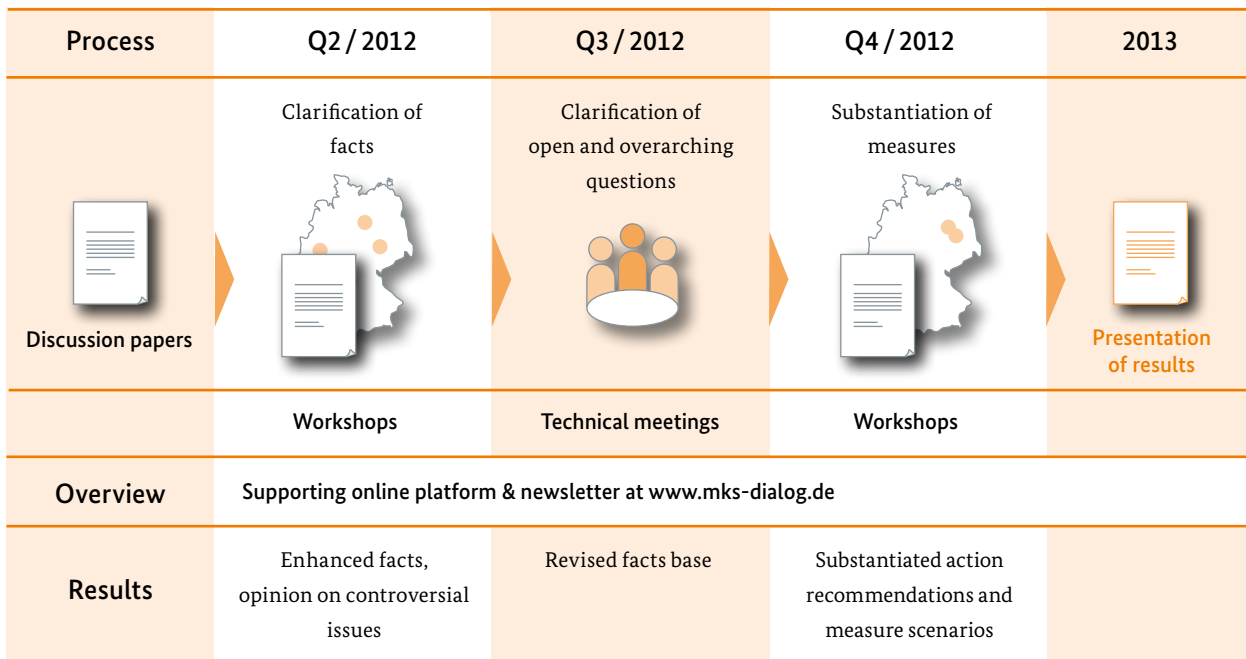 Process
Q2 / 2012
Q3 / 2012
Q4 / 2012
2013
Clarification of
facts
Clarification of
open and overarching
questions
Substantiation of
measures
Discussion papers
Presentation
of results
Workshops
Technical meetings
Workshops
Overview
Supporting online platform & newsletter at www.mks-dialog.de
Results
Enhanced facts,
opinion on controversial
issues
Revised facts base
Substantiated action
recommendations and
measure scenarios